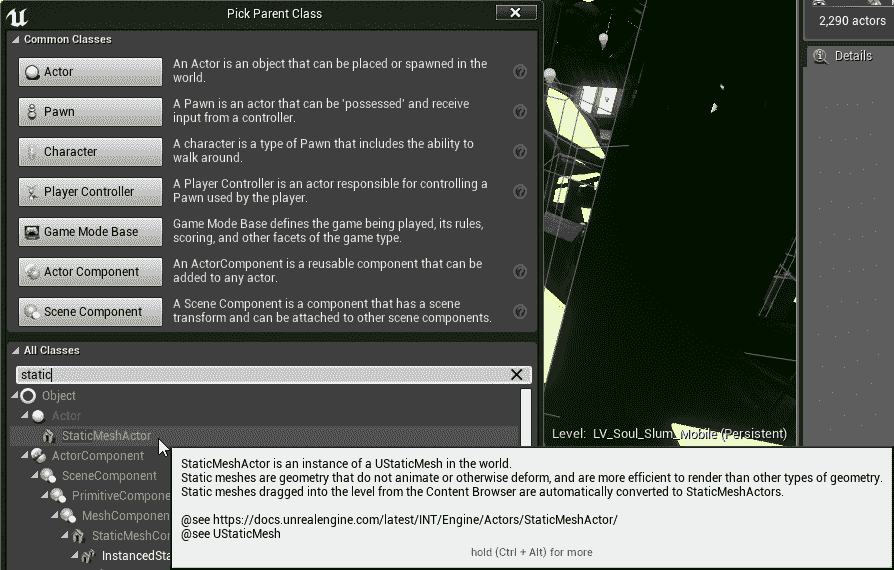 Pick Parent Class
Common Classes
Actor
An Actor is an object that can be placed or spawned in the
world.
Pawn
A Pawn is an actor that can be 'possessed' and receive
input from a controller.
Character
A character is a type of Pawn that includes the ability to
walk around.
Player Controller
A Player Controller is an actor responsible for controlling a
Pawn used by the player.
Game Mode Base
Game Mode Base defines the game being played, its rules,
scoring, and other facets of the game type.
Actor Component
An ActorComponent is a reusable component that can be
added to any actor.
Scene Component
A Scene Component is a component that has a scene
transform and can be attached to other scene components.
All Classes
static
Object
Actor
StaticMeshActor
ActorComponent
SceneComponent
PrimitiveCompone
MeshComponen
StaticMeshCor
InstancedSta
2,290 actors
Details
Level: LV_Soul_Slum_Mobile (Persistent)
StaticMeshActor is an instance of a UStaticMesh in the world.
Static meshes are geometry that do not animate or otherwise deform, and are more efficient to render than other types of geometry.
Static meshes dragged into the level from the Content Browser are automatically converted to StaticMeshActors.
@see https://docs.unrealengine.com/latest/INT/Engine/Actors/StaticMeshActor/
@see UStaticMesh
hold (Ctrl + Alt) for more